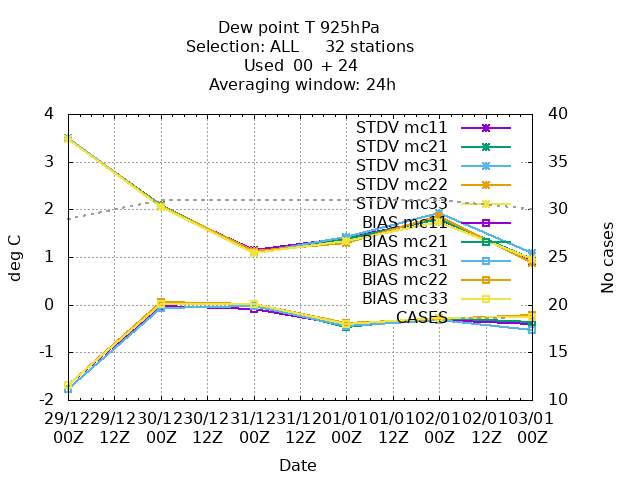 Dew point T 925hPa
Selection: ALL 32 stations
Used 00 + 24
Averaging window: 24h
4
3
2
1
0
-1
-2
deg C
40
35
30
25
20
15
10
No cases
STDV mc11
STDV mc21
STDV mc31
STDV mc22
STDV mc33
BIAS mc11
BIAS mc21
BIAS mc31
BIAS mc22
BIAS mc33
CASES
29/12 29/12 30/12 30/12 31/12 31/12 01/01 01/01 02/01 02/01 03/01
00Z 12Z 00Z 12Z 00Z 12Z 00Z 12Z 00Z 12Z 00Z
Date